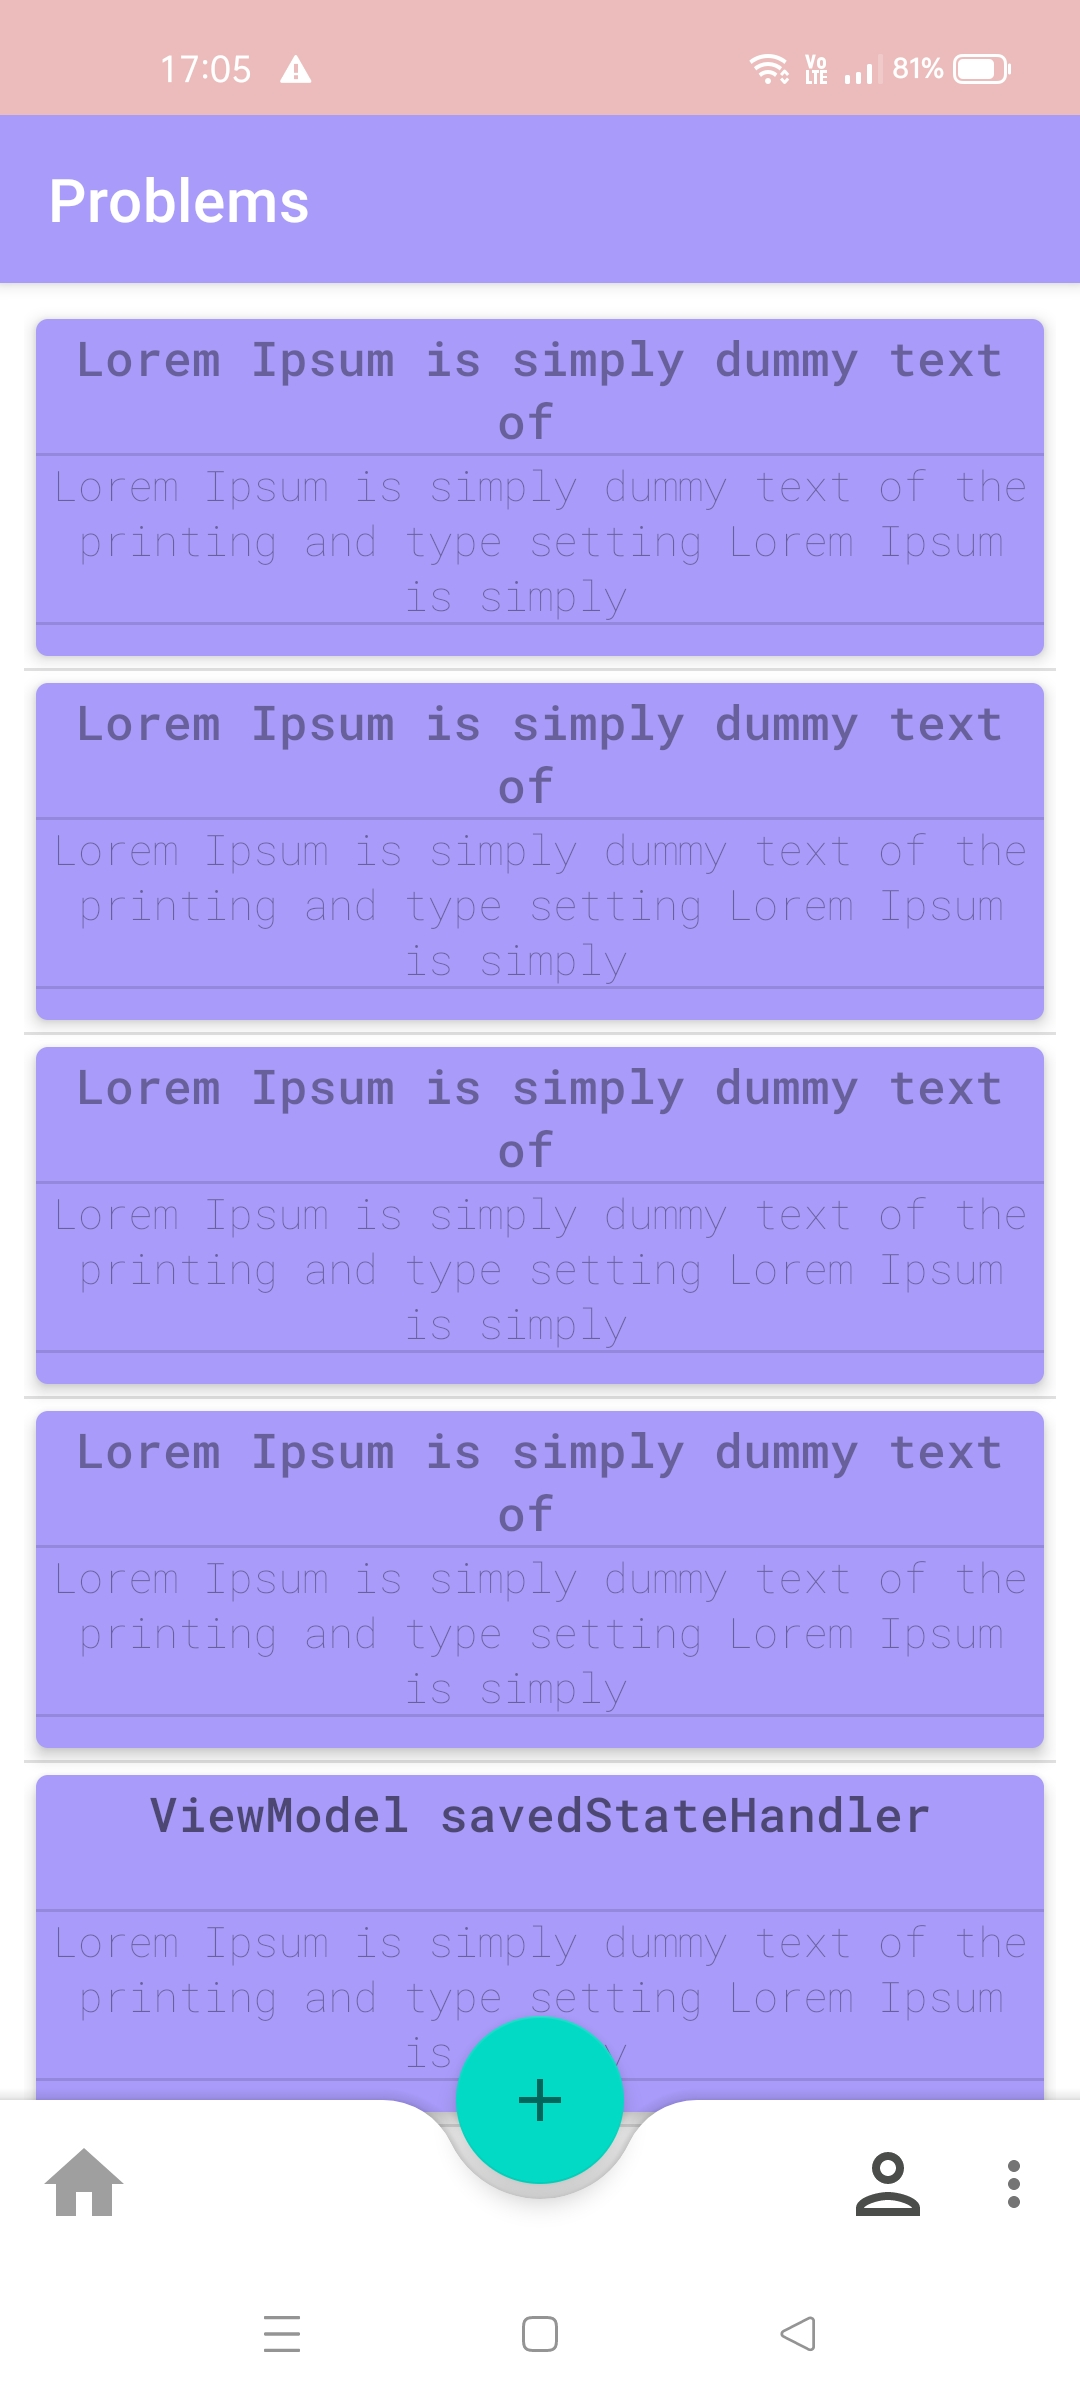 17:05
Vo LTE 81%
Problems
Lorem Ipsum is simply dummy text
of
Lorem Ipsum is simply dummy text of the
printing and type setting Lorem Ipsum
is simply
Lorem Ipsum is simply dummy text
of
Lorem Ipsum is simply dummy text of the
printing and type setting Lorem Ipsum
is simply
Lorem Ipsum is simply dummy text
of
Lorem Ipsum is simply dummy text of the
printing and type setting Lorem Ipsum
is simply
Lorem Ipsum is simply dummy text
of
Lorem Ipsum is simply dummy text of the
printing and type setting Lorem Ipsum
is simply
ViewModel savedStateHandler
Lorem Ipsum is simply dummy text of the
printing and type setting Lorem Ipsum
is